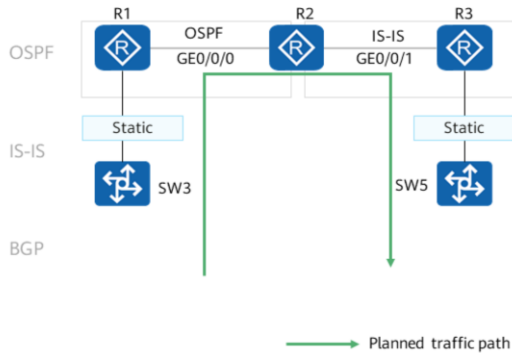 R1 R2 R3
OSPF OSPF IS-IS
GE0/0/0 GE0/0/1
Static Static
IS-IS
SW3 SW5
BGP
Planned traffic path